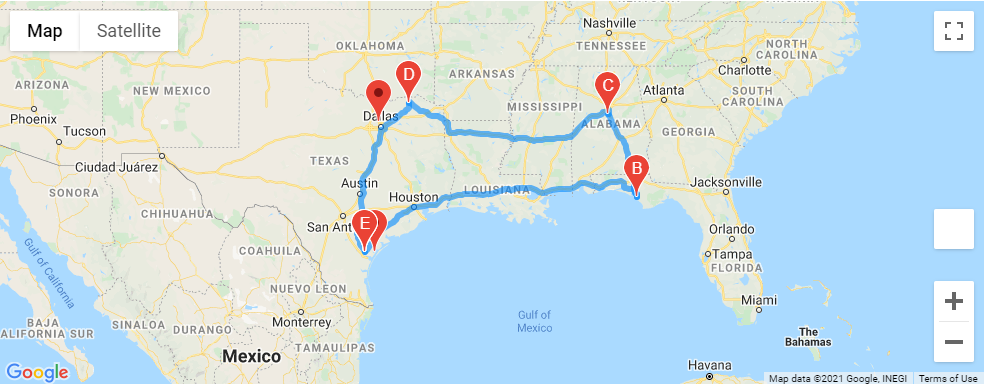 Map
Satellite
Nashville
OKLAHOMA
TENNESSEE
NORTH
CAROLINA
ARIZONA
NEW MEXICO
D
ARKANSAS
C
Charlotte
Atlanta
SOUTH
CAROLINA
MISSISSIPPI
Phoenix
Dallas
ALABAMA
GEORGIA
Tucson
Ciudad Juárez
TEXAS
B
Austin
LOUISIANA
Jacksonville
SONORA
Houston
CHIHUAHUA
San Ant
E
Orlando
Gulf of California
COAHUILA
Tampa
FLORIDA
NUEVO LEON
Miami
BAJA
CALIFORNIA SUR
SINALOA
DURANGO
Monterrey
Gulf of
Mexico
The
Bahamas
TAMAULIPAS
Mexico
Havana
Google
Map data ©2021 Google, INEGI
Terms of Use